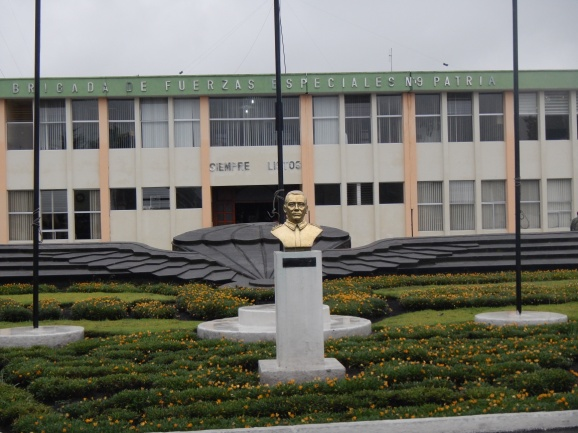 BRIGADA DE FUERZAS ESPECIALES No9 PATRIA
SIEMPRE LISTOS